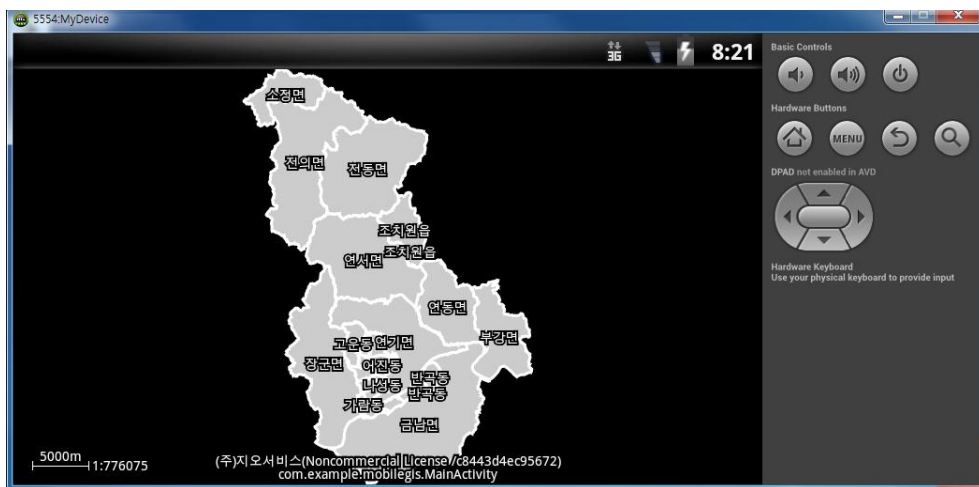 5554:MyDevice
3G
8:21
Basic Controls
Hardware Buttons
MENU
DPAD not enabled in AVD
Hardware Keyboard
Use your physical keyboard to provide input
소정면
전의면
전동면
조치원읍
조치원읍
연서면
연동면
부강면
고운동
연기면
장군면
어진동
나성동
반곡동
반곡동
가람동
금남면
5000m
1:776075
(주)지오서비스(Noncommercial License /c8443d4ec95672)
com.example.mobilegis.MainActivity